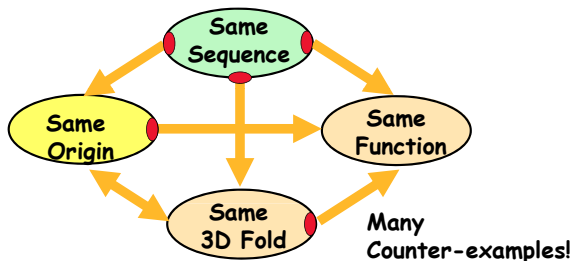 Same
Sequence
Same
Origin
Same
Function
Same
3D Fold
Many
Counter-examples!